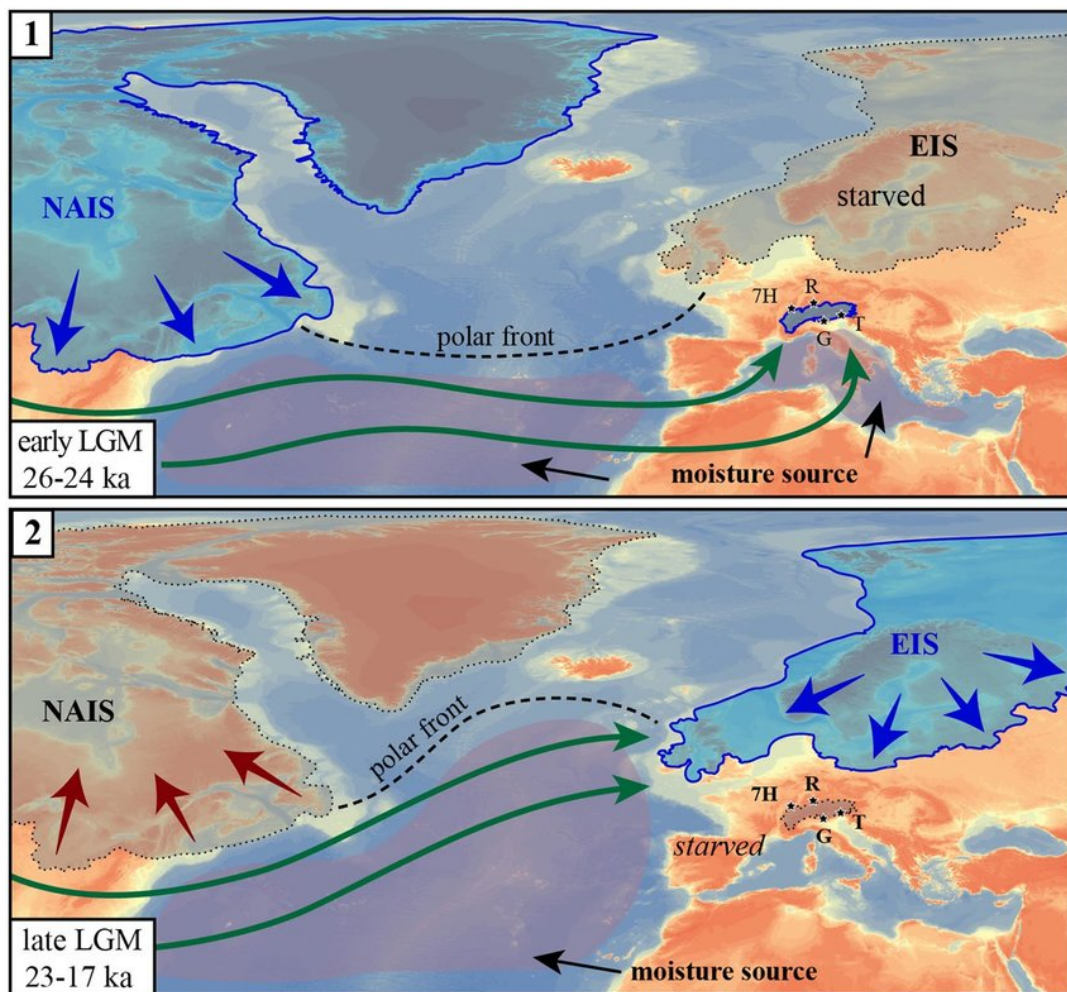 1
NAIS
EIS
starved
7H
R
G
T
polar front
early LGM
26-24 ka
moisture source
2
NAIS
EIS
polar front
7H
R
G
T
starved
late LGM
23-17 ka
moisture source